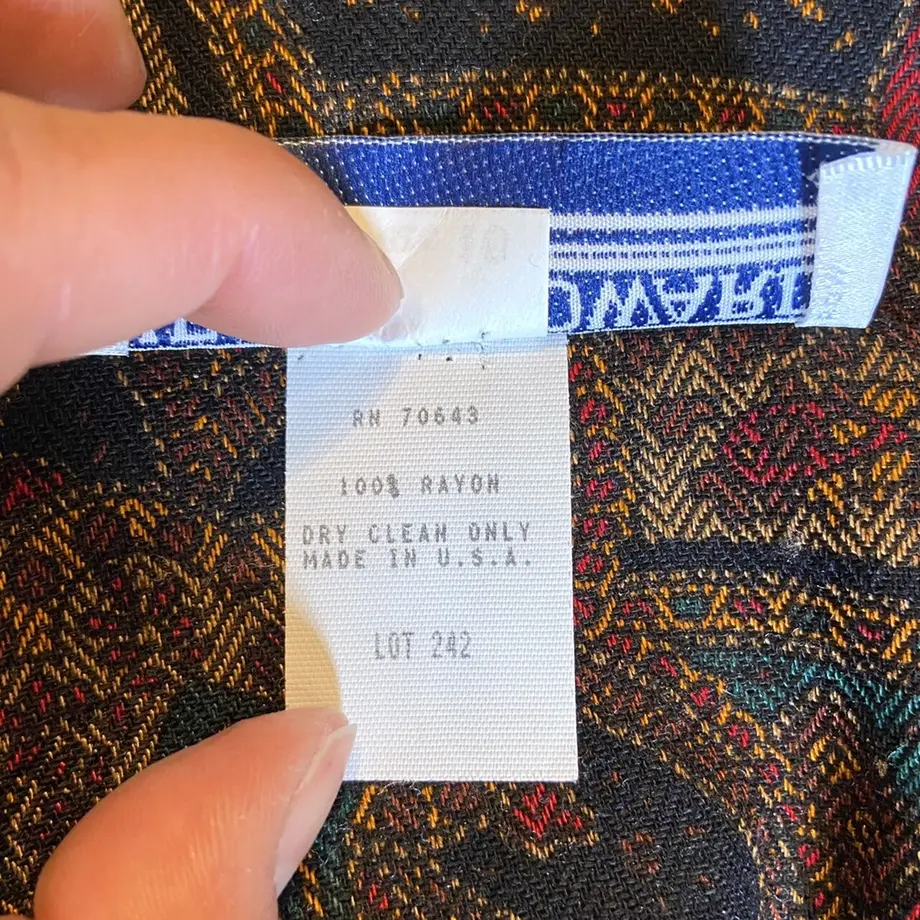 RN 70643
100% RAYON
DRY CLEAN ONLY
MADE IN U.S.A.
LOT 242